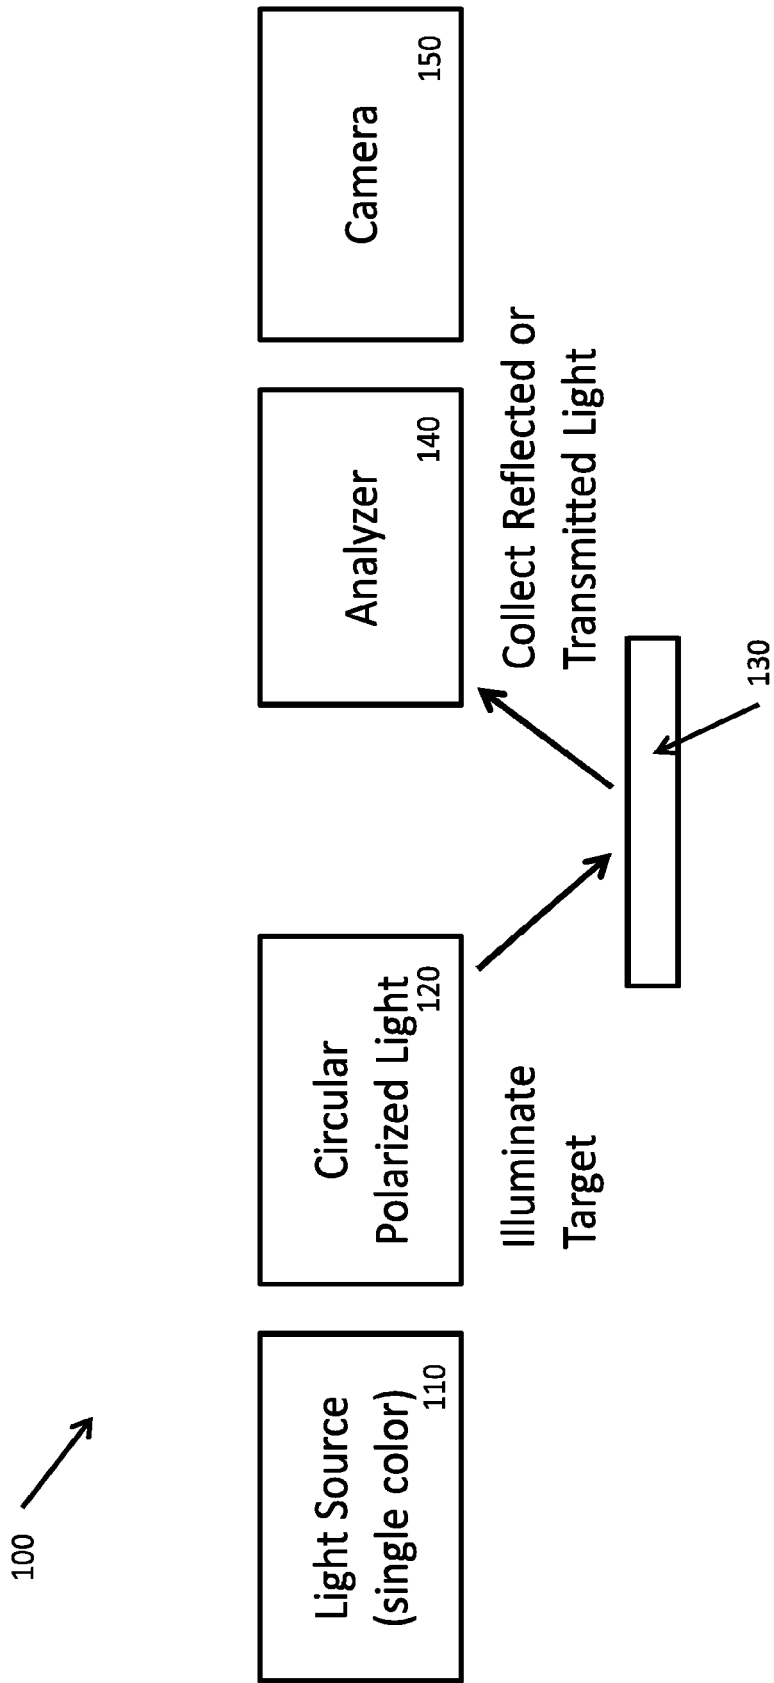 100
Light Source
(single color)
110
Circular
Polarized Light
120
Analyzer
140
Camera
150
Illuminate
Target
Collect Reflected or
Transmitted Light
130